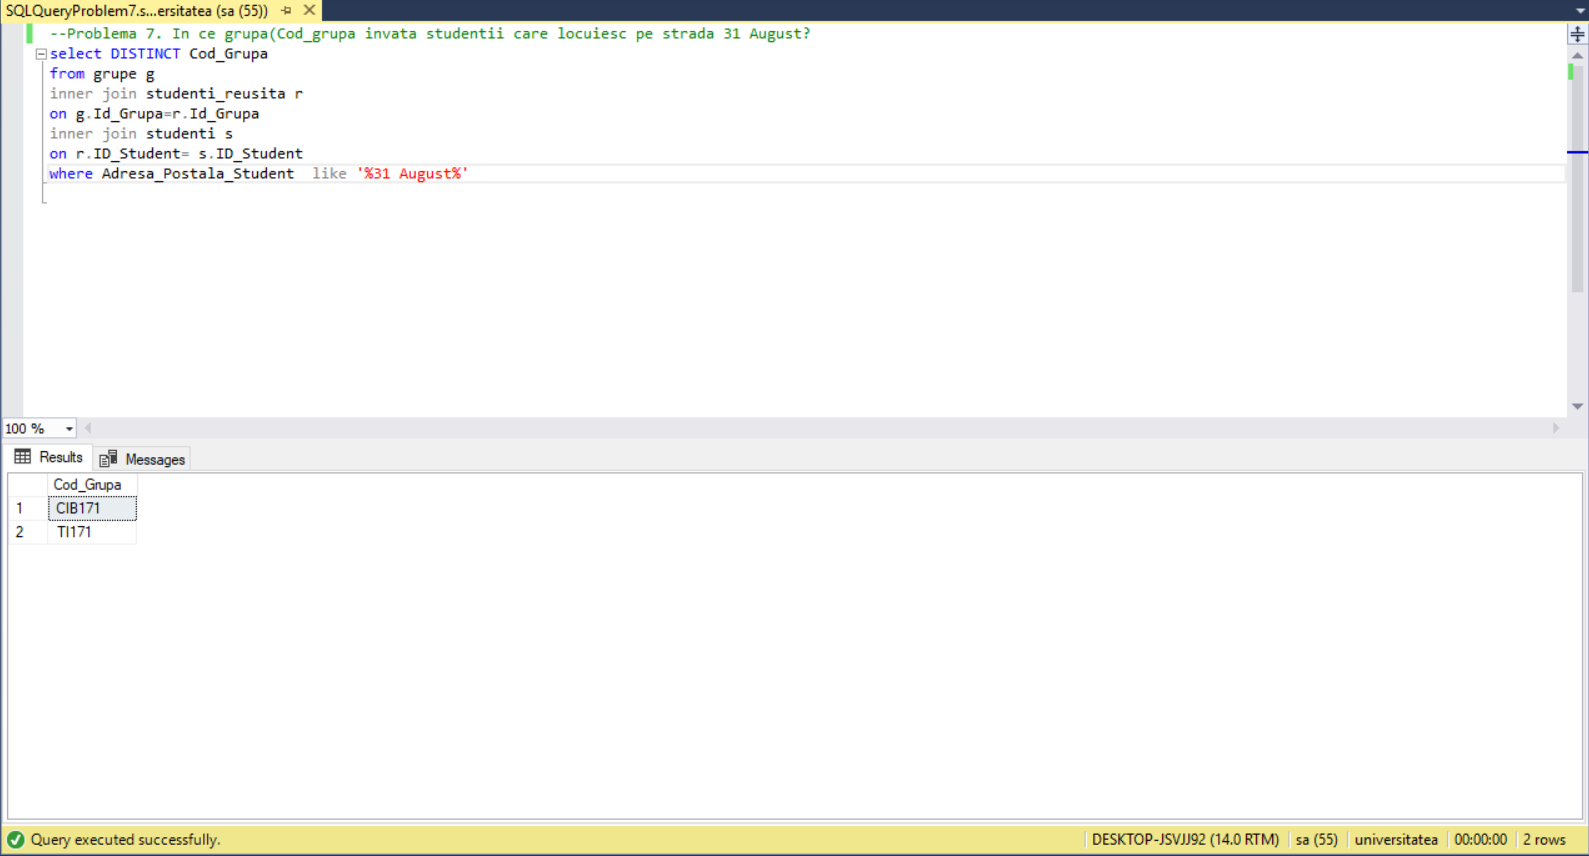 SQLQueryProblem7.s...ersitatea (sa (55))
--Problema 7. In ce grupa(Cod_grupa invata studentii care locuiesc pe strada 31 August?
select DISTINCT Cod_Grupa
from grupe g
inner join studenti_reusita r
on g.Id_Grupa=r.Id_Grupa
inner join studenti s
on r.ID_Student= s.ID_Student
where Adresa_Postala_Student  like '%31 August%'
100 %
Results Messages
Cod_Grupa
1 CIB171
2 TI171
Query executed successfully. DESKTOP-JSVJJ92 (14.0 RTM) sa (55) universitatea 00:00:00 2 rows